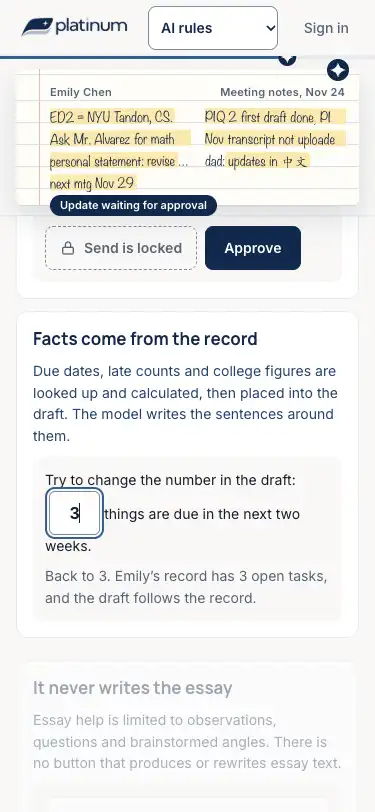 platinum
AI rules
Sign in
Emily Chen
Meeting notes, Nov 24
ED2 = NYU Tandon, CS.
PIQ 2 first draft done, PI
Ask Mr. Alvarez for math
Nov transcript not uploade
personal statement: revise ...
dad: updates in 中文
next mtg Nov 29
Update waiting for approval
Send is locked
Approve
Facts come from the record
Due dates, late counts and college figures are
looked up and calculated, then placed into the
draft. The model writes the sentences around
them.
Try to change the number in the draft:
3 things are due in the next two
weeks.
Back to 3. Emily’s record has 3 open tasks,
and the draft follows the record.
It never writes the essay
Essay help is limited to observations,
questions and brainstormed angles. There is
no button that produces or rewrites essay text.